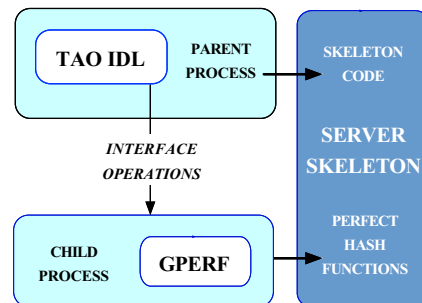 TAO IDL
PARENT
PROCESS
SKELETON
CODE
INTERFACE
OPERATIONS
SERVER
SKELETON
CHILD
PROCESS
GPERF
PERFECT
HASH
FUNCTIONS